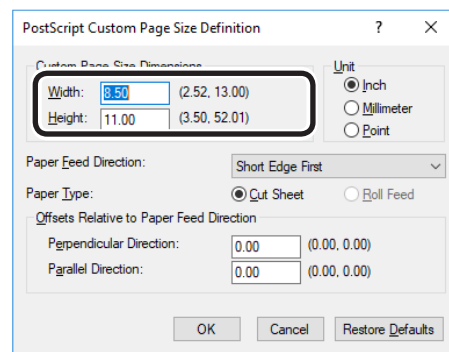 PostScript Custom Page Size Definition ? ×
Custom Page Size Dimensions
Width: 8.50 (2.52, 13.00)
Height: 11.00 (3.50, 52.01)
Unit
Inch
Millimeter
Point
Paper Feed Direction: Short Edge First
Paper Type: Cut Sheet Roll Feed
Offsets Relative to Paper Feed Direction
Perpendicular Direction: 0.00 (0.00, 0.00)
Parallel Direction: 0.00 (0.00, 0.00)
OK Cancel Restore Defaults